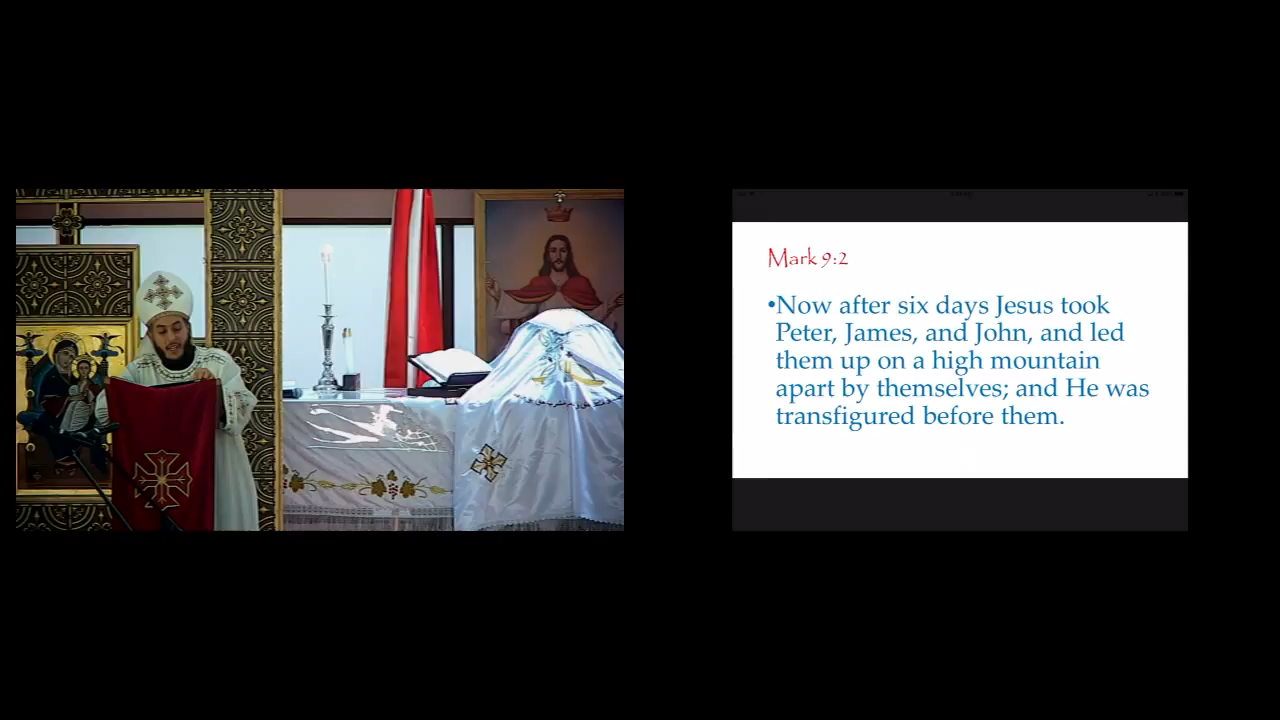 Mark 9:2
•Now after six days Jesus took
Peter, James, and John, and led
them up on a high mountain
apart by themselves; and He was
transfigured before them.